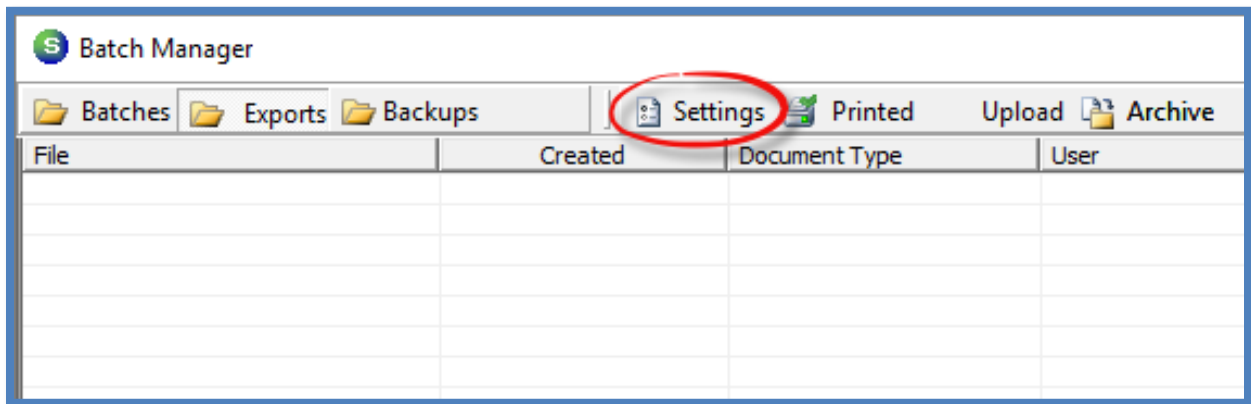 S Batch Manager
Batches Exports Backups Settings Printed Upload Archive
File Created Document Type User